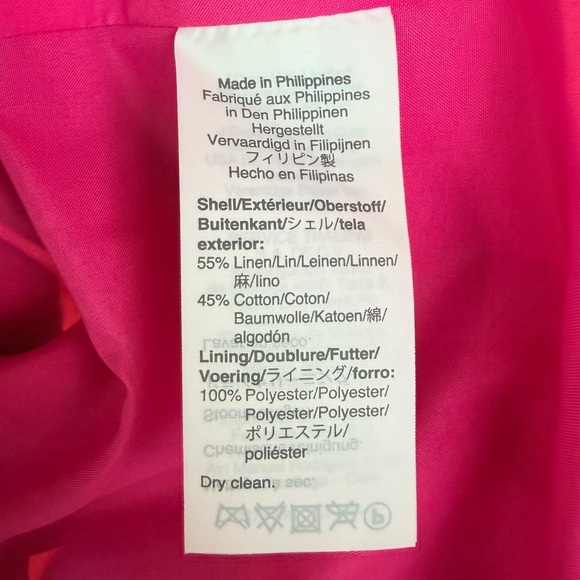 Made in Philippines
Fabriqué aux Philippines
in Den Philippinen
Hergestellt
Vervaardigd in Filipijnen
フィリピン製
Hecho en Filipinas
Shell/Extérieur/Oberstoff/
Buitenkant/シェル/tela
exterior:
55% Linen/Lin/Leinen/Linnen/
麻/lino
45% Cotton/Coton/
Baumwolle/Katoen/綿/
algodón
Lining/Doublure/Futter/
Voering/ライニング/forro:
100% Polyester/Polyester/
Polyester/Polyester/
ポリエステル/
poliéster
Dry clean.